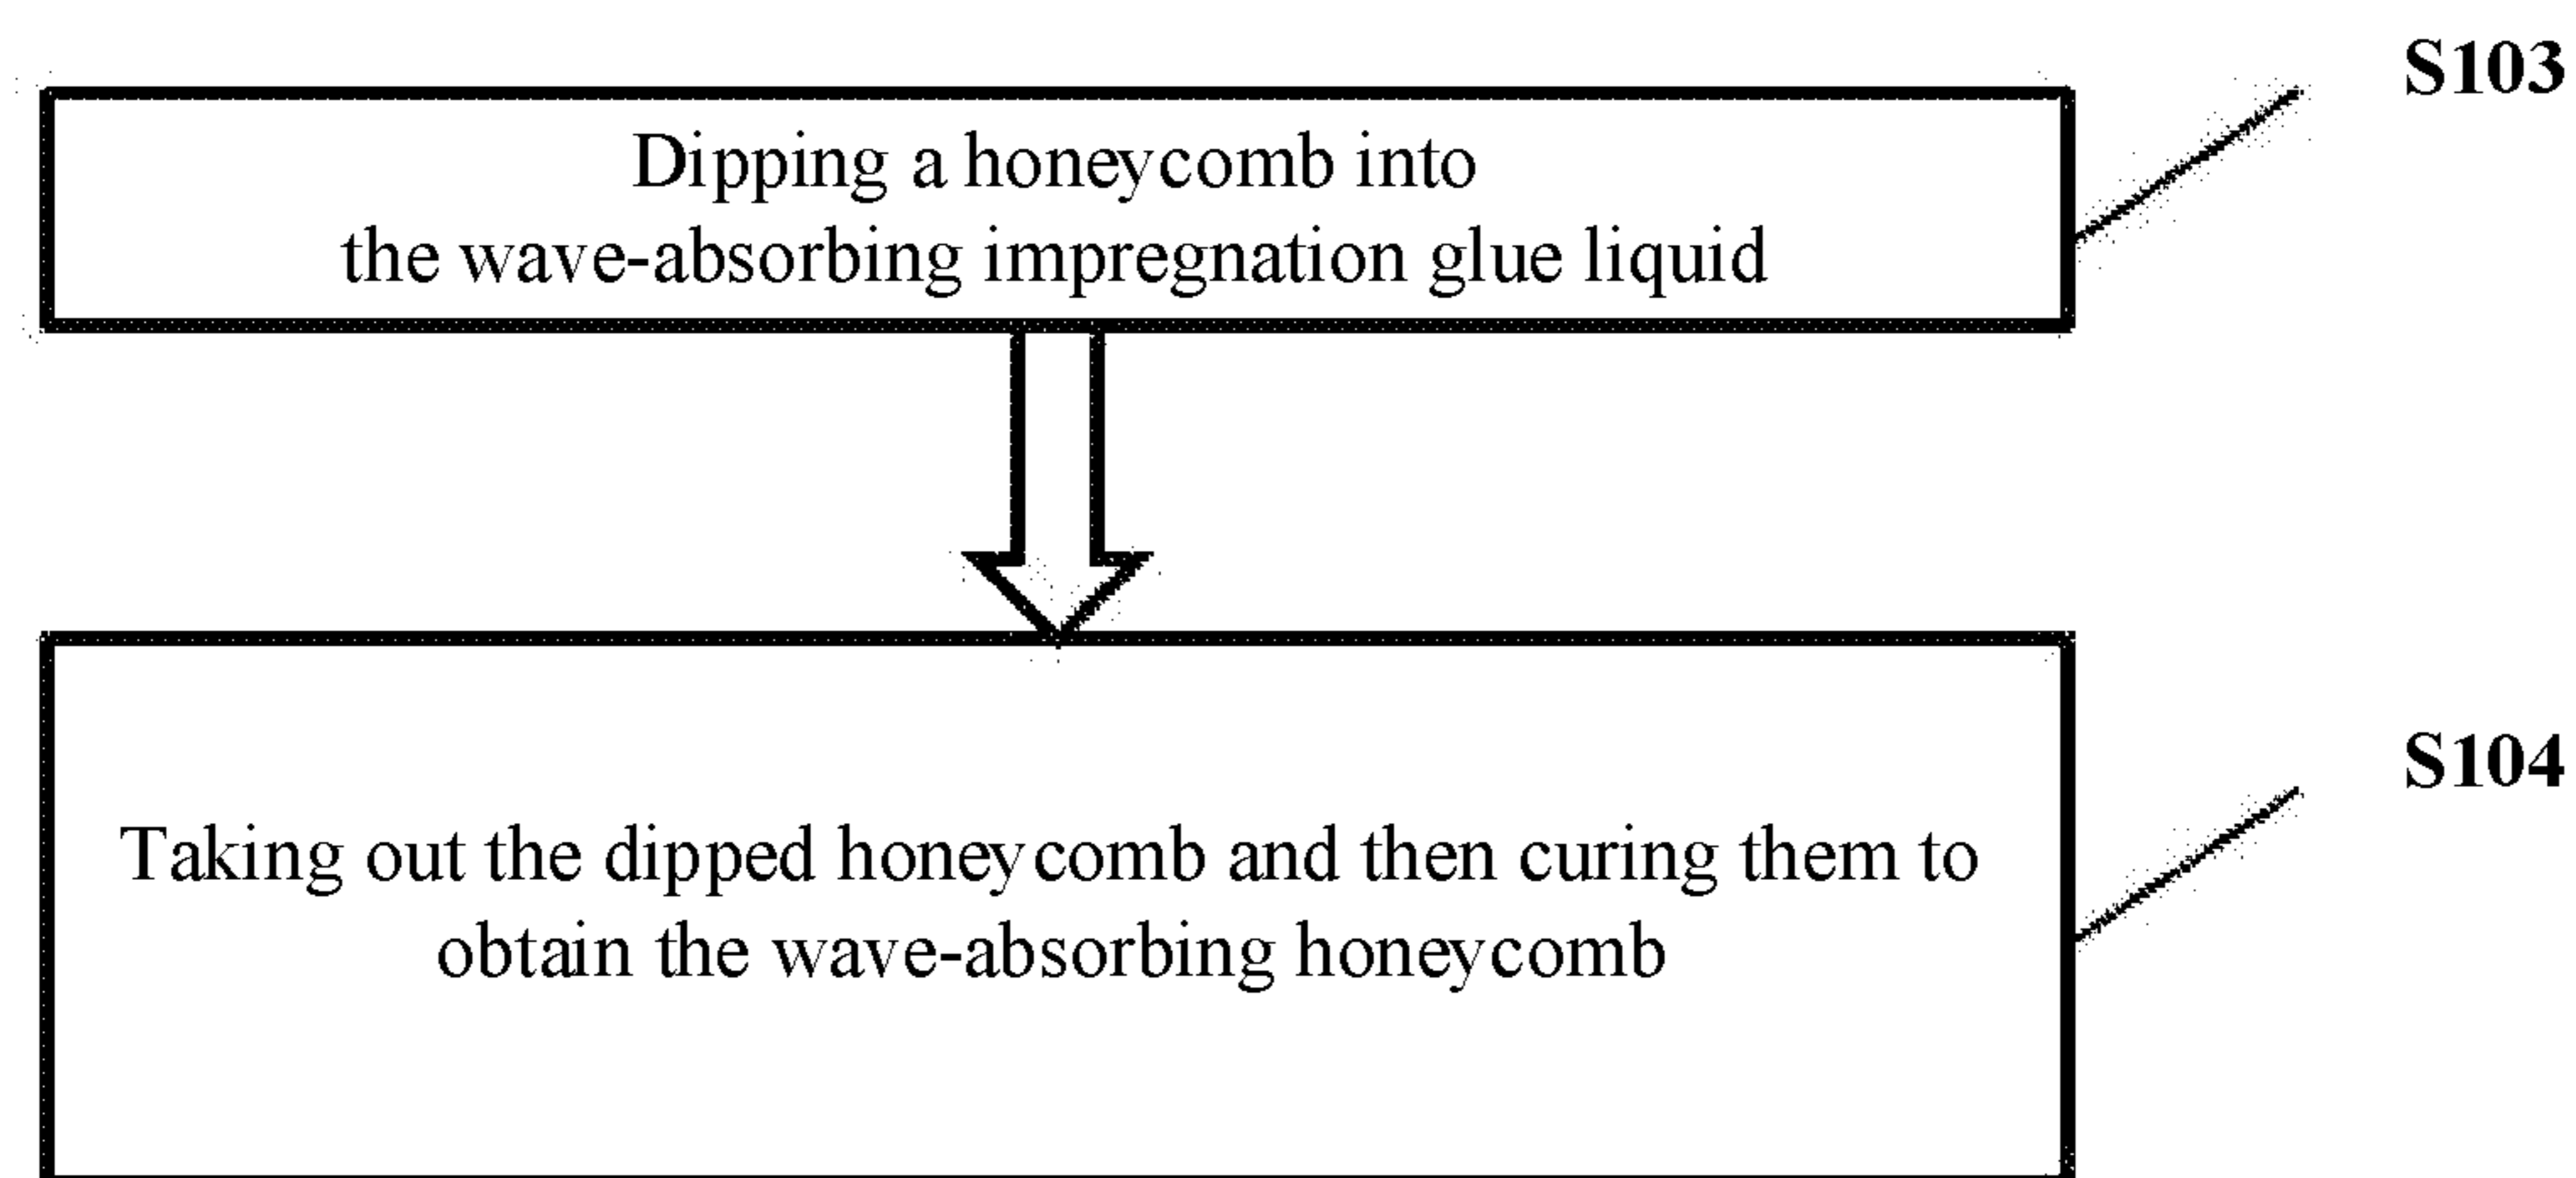 S103
Dipping a honeycomb into
the wave-absorbing impregnation glue liquid
S104
Taking out the dipped honeycomb and then curing them to
obtain the wave-absorbing honeycomb